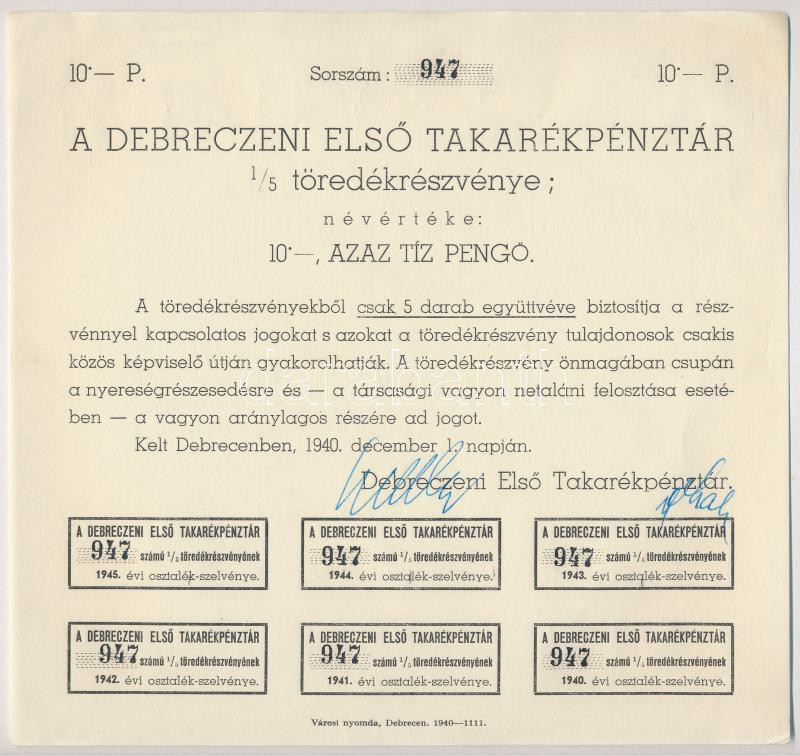 10·— P. Sorszám: 947 10·— P.
A DEBRECZENI ELSŐ TAKARÉKPÉNZTÁR
1/5 töredékrészvénye;
névértéke:
10·—, AZAZ TÍZ PENGŐ.
A töredékrészvényekből csak 5 darab együttvéve biztosítja a rész-
vénnyel kapcsolatos jogokat s azokat a töredékrészvény tulajdonosok csakis
közös képviselő útján gyakorolhatják. A töredékrészvény önmagában csupán
a nyereségrészesedésre és — a társasági vagyon netaláni felosztása eseté-
ben — a vagyon aránylagos részére ad jogot.
Kelt Debrecenben, 1940. december 1. napján.
Debreczeni Első Takarékpénztár.
A DEBRECZENI ELSŐ TAKARÉKPÉNZTÁR
947 számú 1/5 töredékrészvényének
1945. évi osztalék-szelvénye.
A DEBRECZENI ELSŐ TAKARÉKPÉNZTÁR
947 számú 1/5 töredékrészvényének
1944. évi osztalék-szelvénye.
A DEBRECZENI ELSŐ TAKARÉKPÉNZTÁR
947 számú 1/5 töredékrészvényének
1943. évi osztalék-szelvénye.
A DEBRECZENI ELSŐ TAKARÉKPÉNZTÁR
947 számú 1/5 töredékrészvényének
1942. évi osztalék-szelvénye.
A DEBRECZENI ELSŐ TAKARÉKPÉNZTÁR
947 számú 1/5 töredékrészvényének
1941. évi osztalék-szelvénye.
A DEBRECZENI ELSŐ TAKARÉKPÉNZTÁR
947 számú 1/5 töredékrészvényének
1940. évi osztalék-szelvénye.
Városi nyomda, Debrecen. 1940—1111.